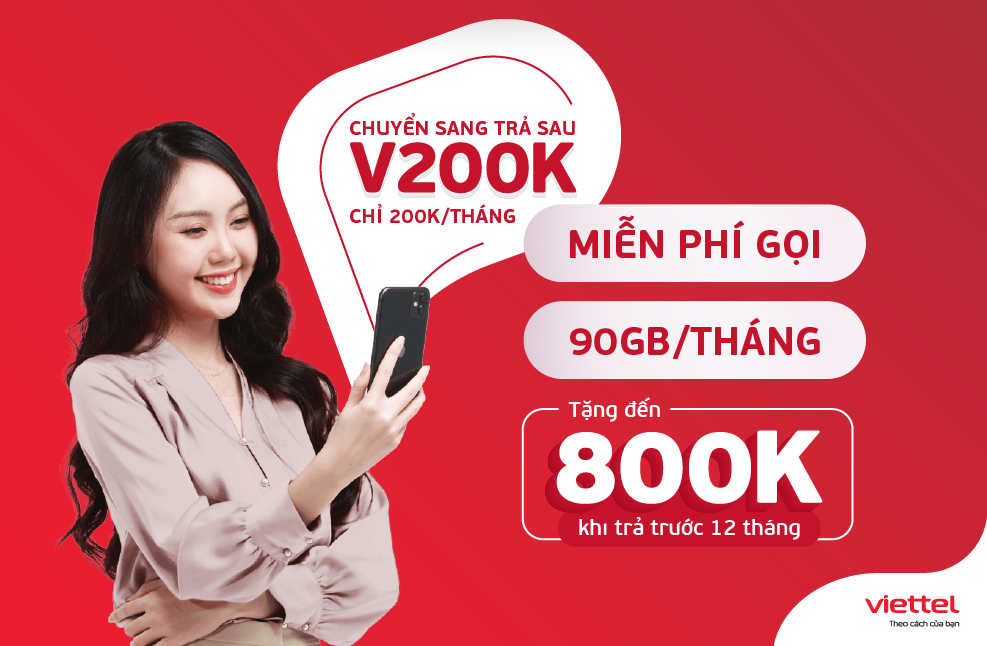 CHUYỂN SANG TRẢ SAU
V200K
CHỈ 200K/THÁNG
MIỄN PHÍ GỌI
90GB/THÁNG
Tặng đến
800K
khi trả trước 12 tháng
viettel
Theo cách của bạn